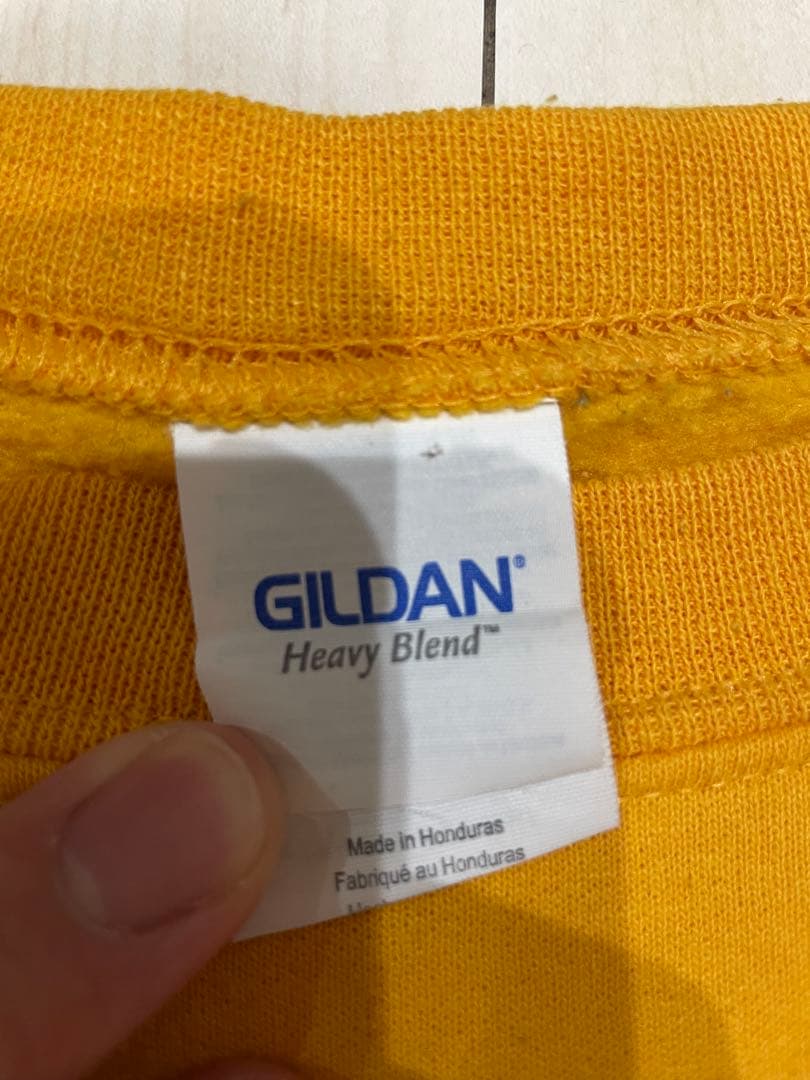 GILDAN®
Heavy Blend™
Made in Honduras
Fabriqué au Honduras